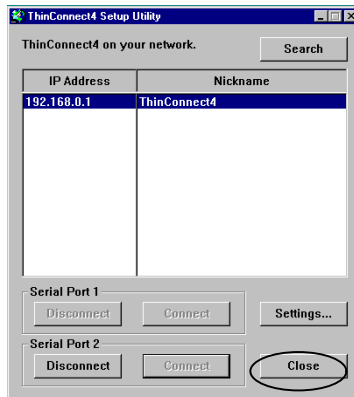 ThinConnect4 Setup Utility
ThinConnect4 on your network.
Search
IP Address Nickname
192.168.0.1 ThinConnect4
Serial Port 1
Disconnect Connect Settings...
Serial Port 2
Disconnect Connect Close